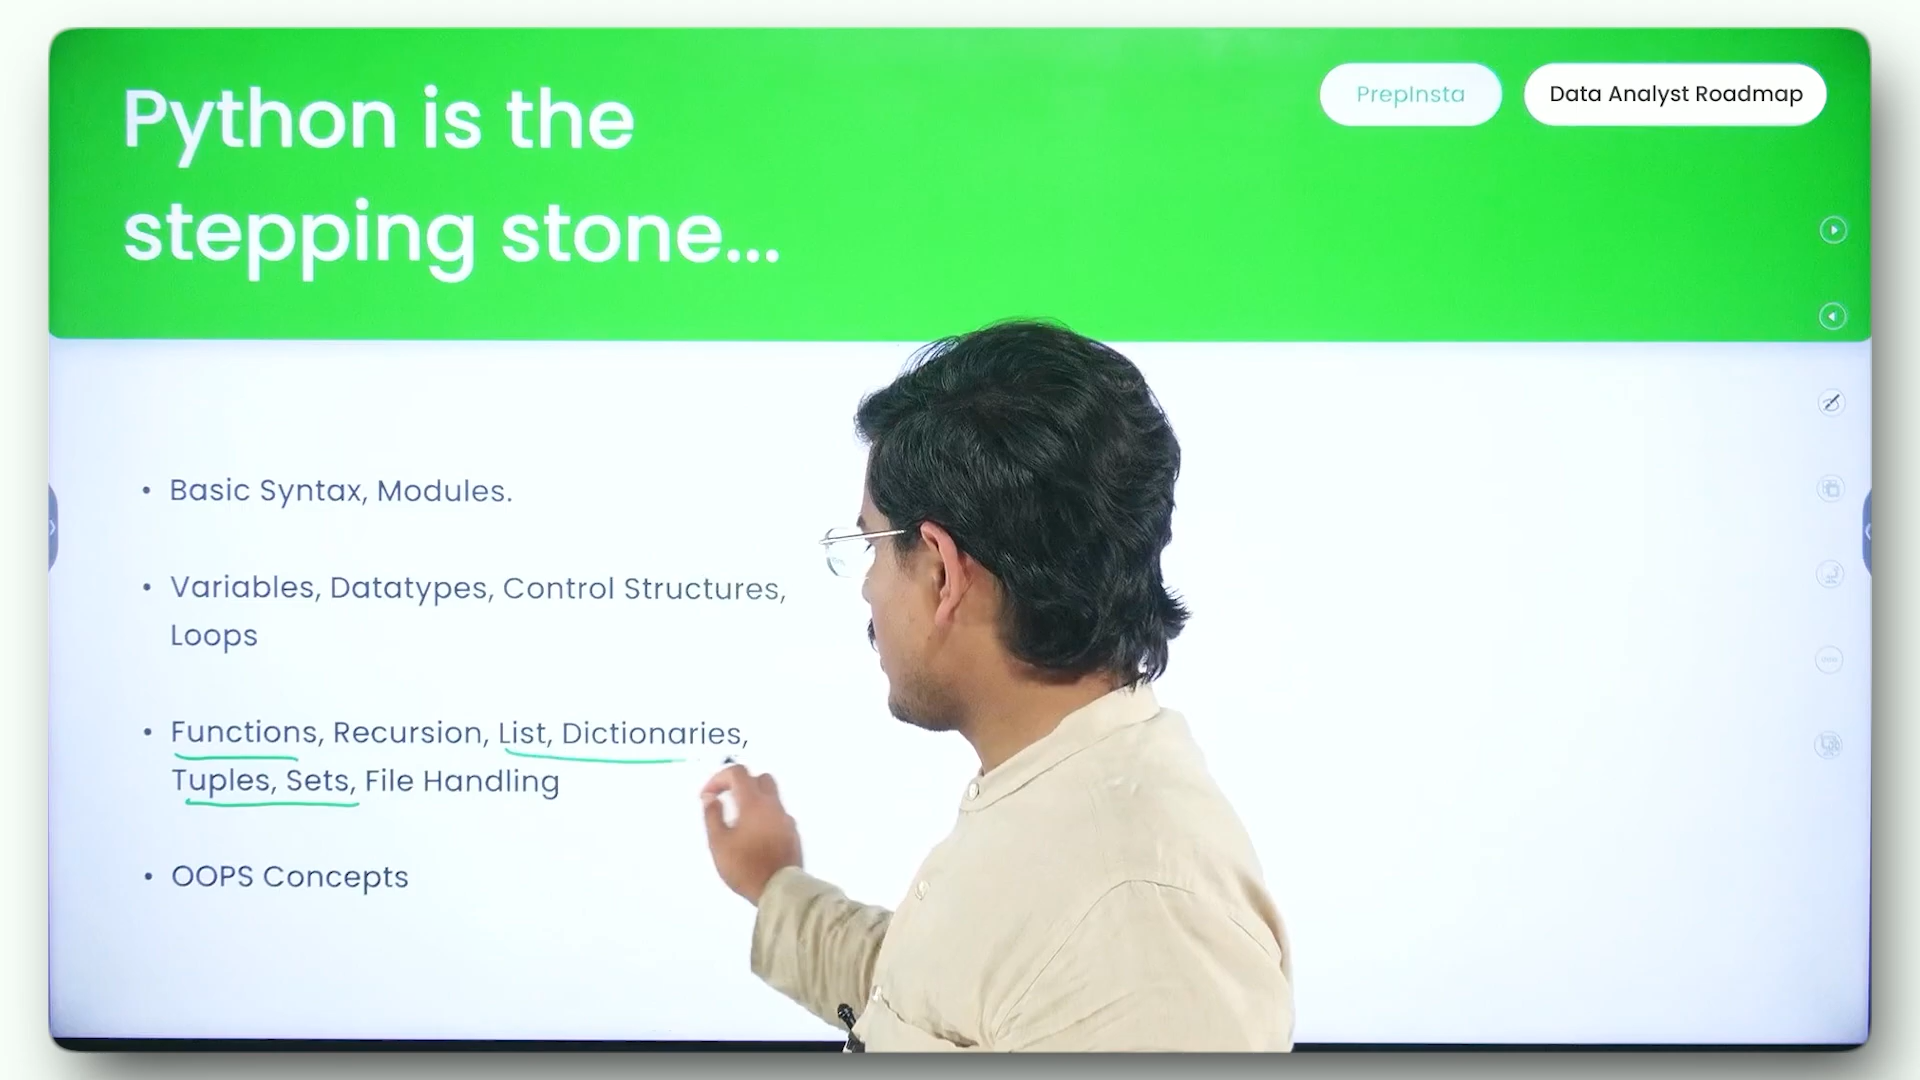 Python is the
stepping stone...
PrepInsta
Data Analyst Roadmap
• Basic Syntax, Modules.
• Variables, Datatypes, Control Structures,
Loops
• Functions, Recursion, List, Dictionaries,
Tuples, Sets, File Handling
• OOPS Concepts